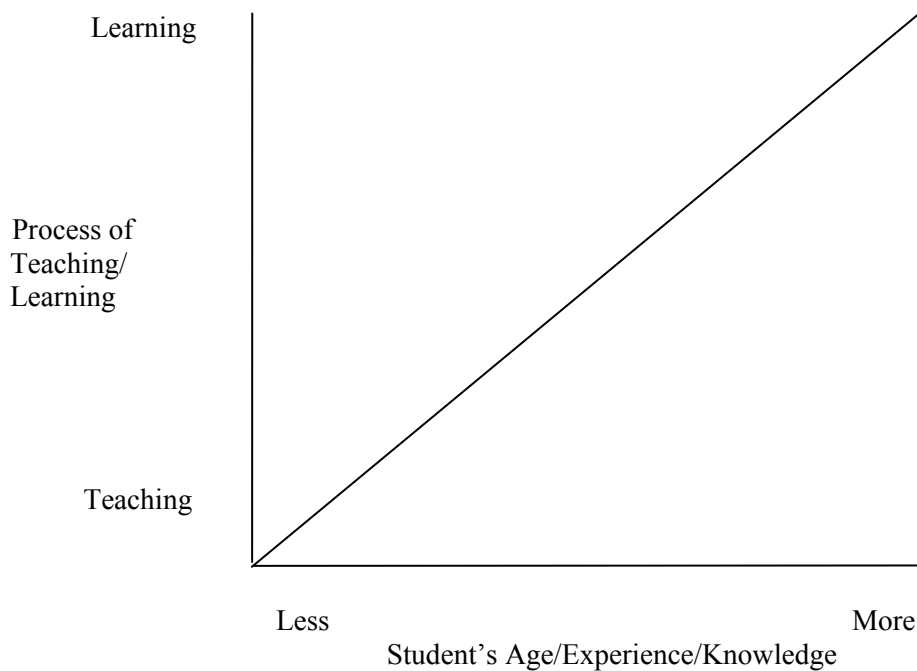 Learning
Process of
Teaching/
Learning
Teaching
Less More
Student’s Age/Experience/Knowledge